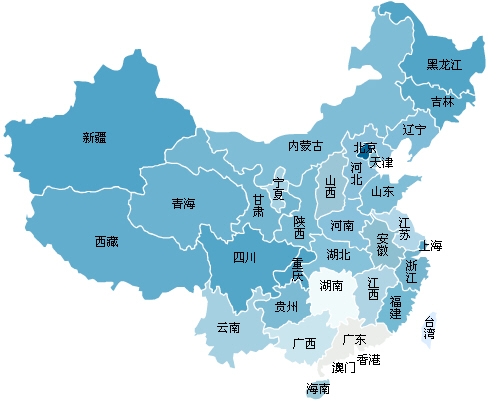 黑龙江
吉林
辽宁
新疆
内蒙古
北京
天津
河北
山西
宁夏
山东
青海
甘肃
陕西
河南
江苏
安徽
上海
西藏
四川
重庆
湖北
浙江
湖南
江西
福建
贵州
云南
广西
广东
台湾
香港
澳门
海南